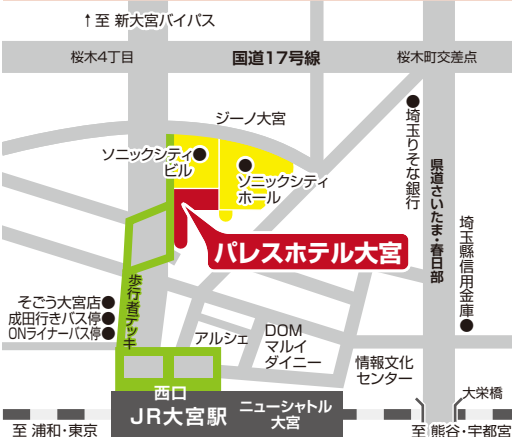 ↑至 新大宮バイパス
桜木4丁目
国道17号線
桜木町交差点
ジーノ大宮
ソニックシティ
ビル
ソニックシティ
ホール
埼玉りそな銀行
県道さいたま・春日部
埼玉縣信用金庫
パレスホテル大宮
そごう大宮店
成田行きバス停
ONライナーバス停
歩行者デッキ
アルシェ
DOM
マルイ
ダイニー
情報文化
センター
西口
JR大宮駅
ニューシャトル
大宮
大栄橋
至 浦和・東京
至 熊谷・宇都宮